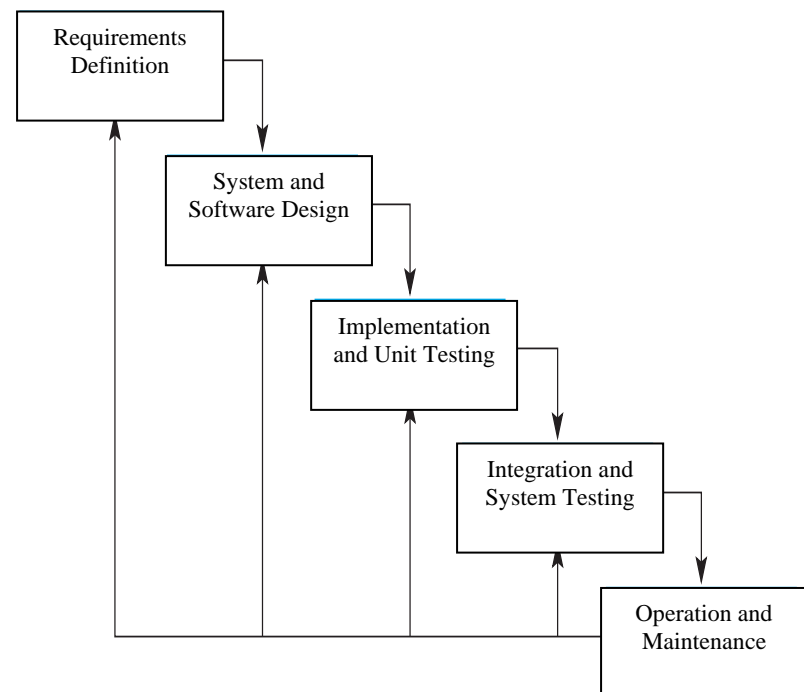 Requirements
Definition
System and
Software Design
Implementation
and Unit Testing
Integration and
System Testing
Operation and
Maintenance